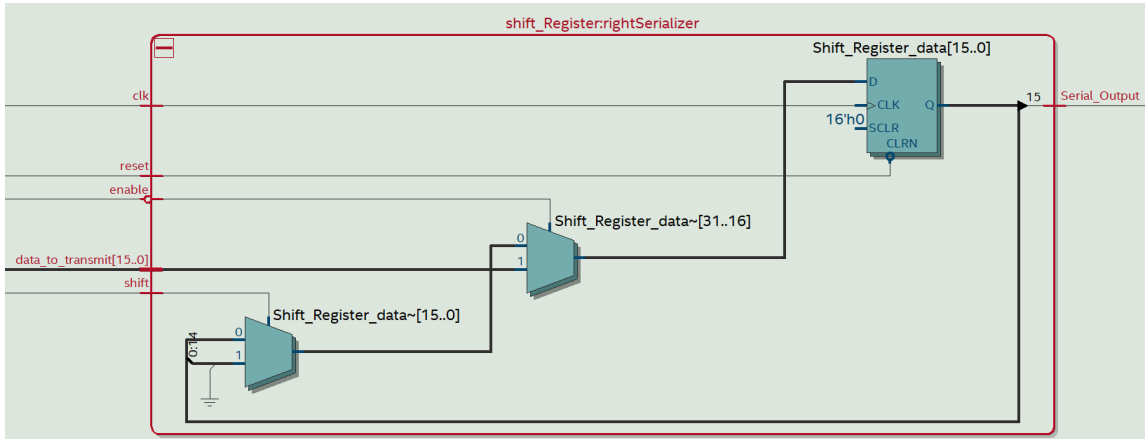 shift_Register:rightSerializer
Shift_Register_data[15..0]
D
clk
>CLK
Q
15
Serial_Output
16'h0
SCLR
CLRN
reset
enable
Shift_Register_data~[31..16]
0
data_to_transmit[15..0]
1
shift
Shift_Register_data~[15..0]
0
0:14
1